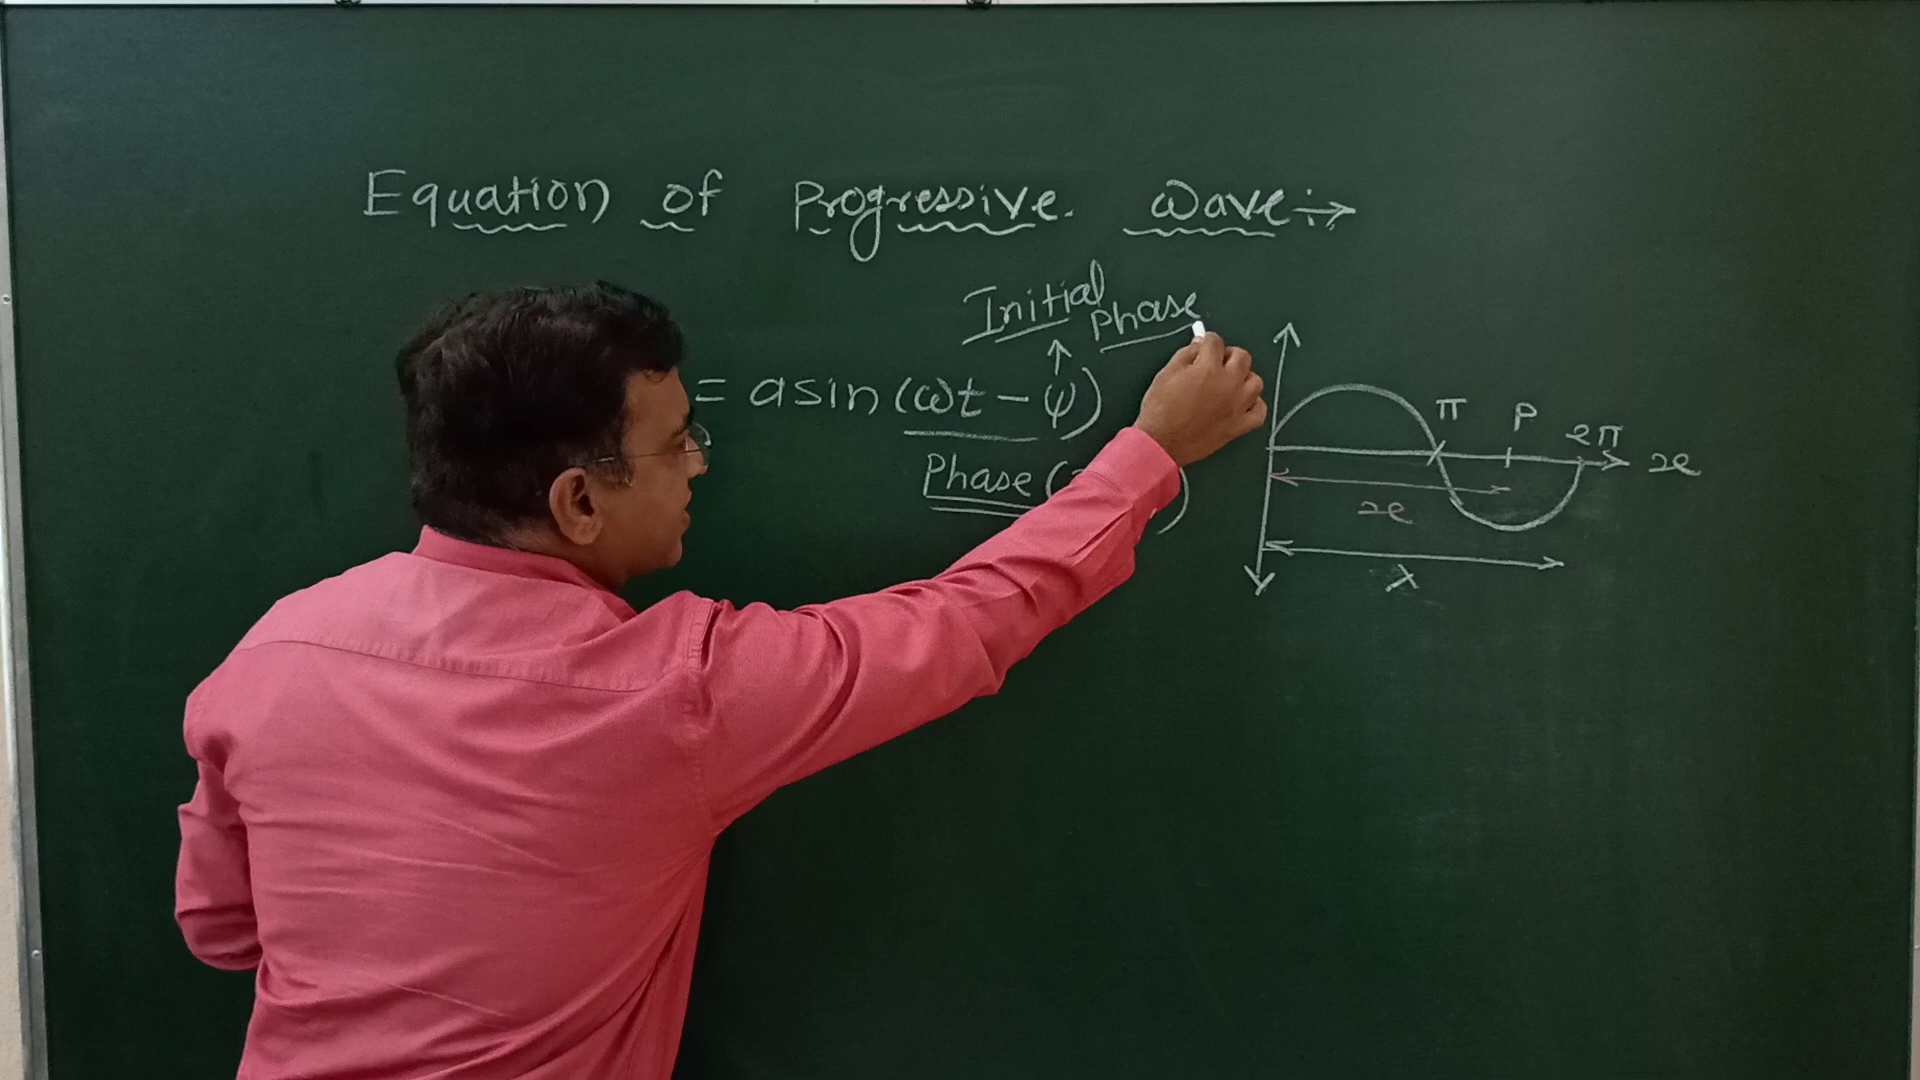 Equation of Progressive wave :→
Initial Phase
= a sin (ωt - ψ)
Phase (
π P 2π x
x
λ